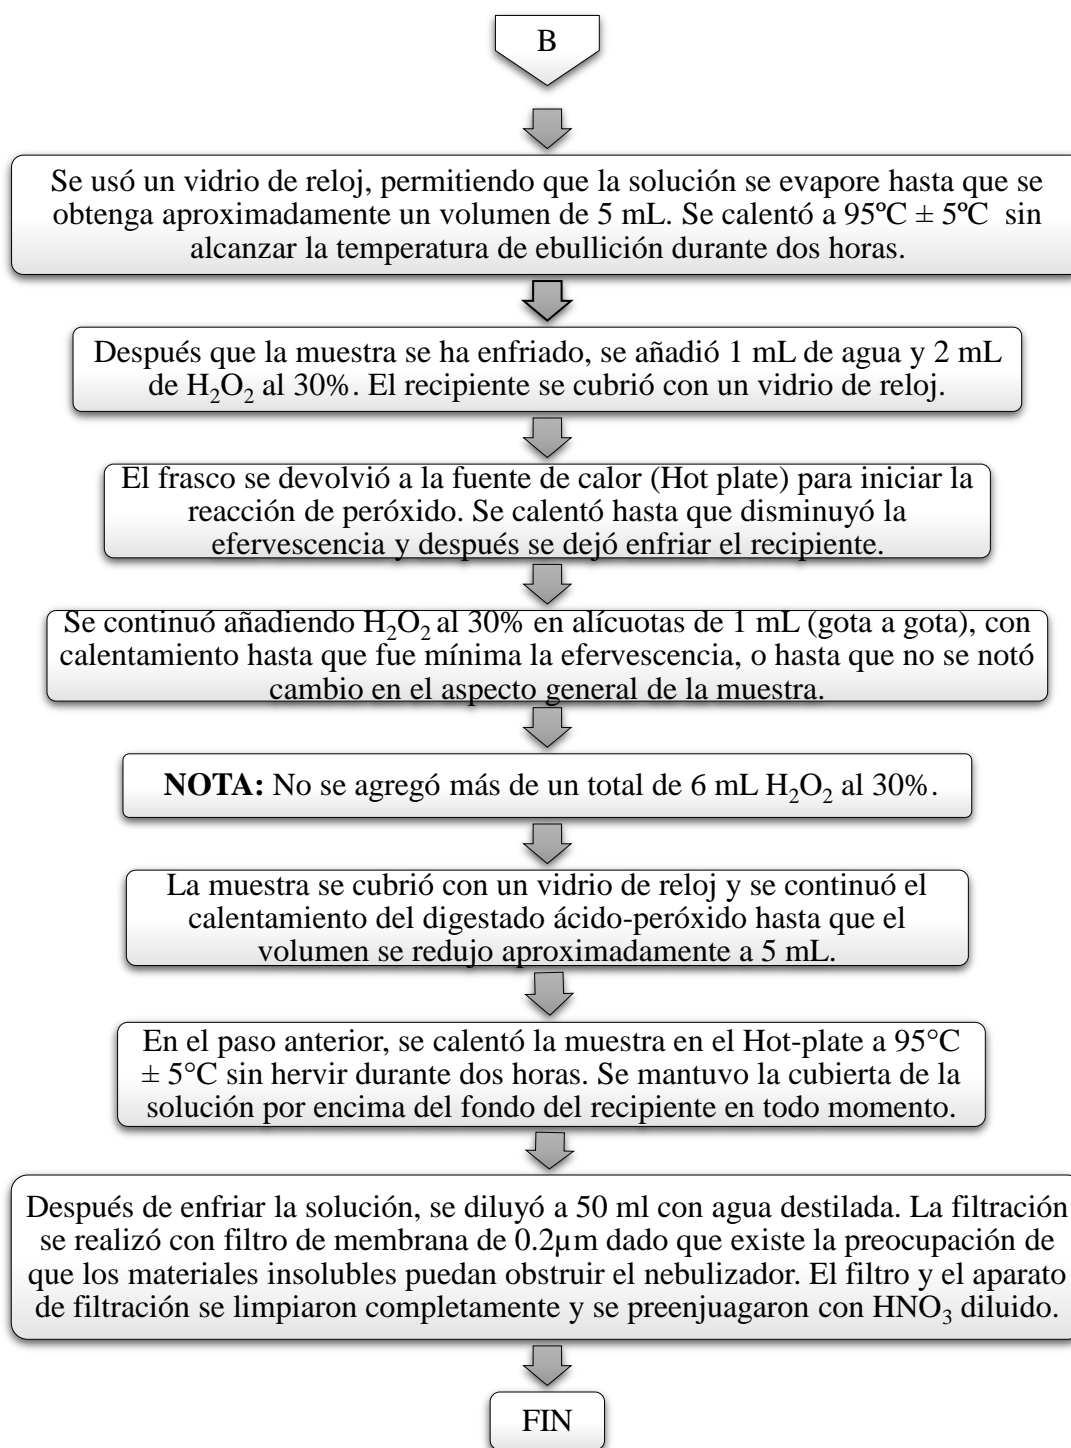 B
Se usó un vidrio de reloj, permitiendo que la solución se evapore hasta que se
obtenga aproximadamente un volumen de 5 mL. Se calentó a 95ºC ± 5ºC sin
alcanzar la temperatura de ebullición durante dos horas.
Después que la muestra se ha enfriado, se añadió 1 mL de agua y 2 mL
de H₂O₂ al 30%. El recipiente se cubrió con un vidrio de reloj.
El frasco se devolvió a la fuente de calor (Hot plate) para iniciar la
reacción de peróxido. Se calentó hasta que disminuyó la
efervescencia y después se dejó enfriar el recipiente.
Se continuó añadiendo H₂O₂ al 30% en alícuotas de 1 mL (gota a gota), con
calentamiento hasta que fue mínima la efervescencia, o hasta que no se notó
cambio en el aspecto general de la muestra.
NOTA: No se agregó más de un total de 6 mL H₂O₂ al 30%.
La muestra se cubrió con un vidrio de reloj y se continuó el
calentamiento del digestado ácido-peróxido hasta que el
volumen se redujo aproximadamente a 5 mL.
En el paso anterior, se calentó la muestra en el Hot-plate a 95°C
± 5°C sin hervir durante dos horas. Se mantuvo la cubierta de la
solución por encima del fondo del recipiente en todo momento.
Después de enfriar la solución, se diluyó a 50 ml con agua destilada. La filtración
se realizó con filtro de membrana de 0.2µm dado que existe la preocupación de
que los materiales insolubles puedan obstruir el nebulizador. El filtro y el aparato
de filtración se limpiaron completamente y se preenjuagaron con HNO₃ diluido.
FIN